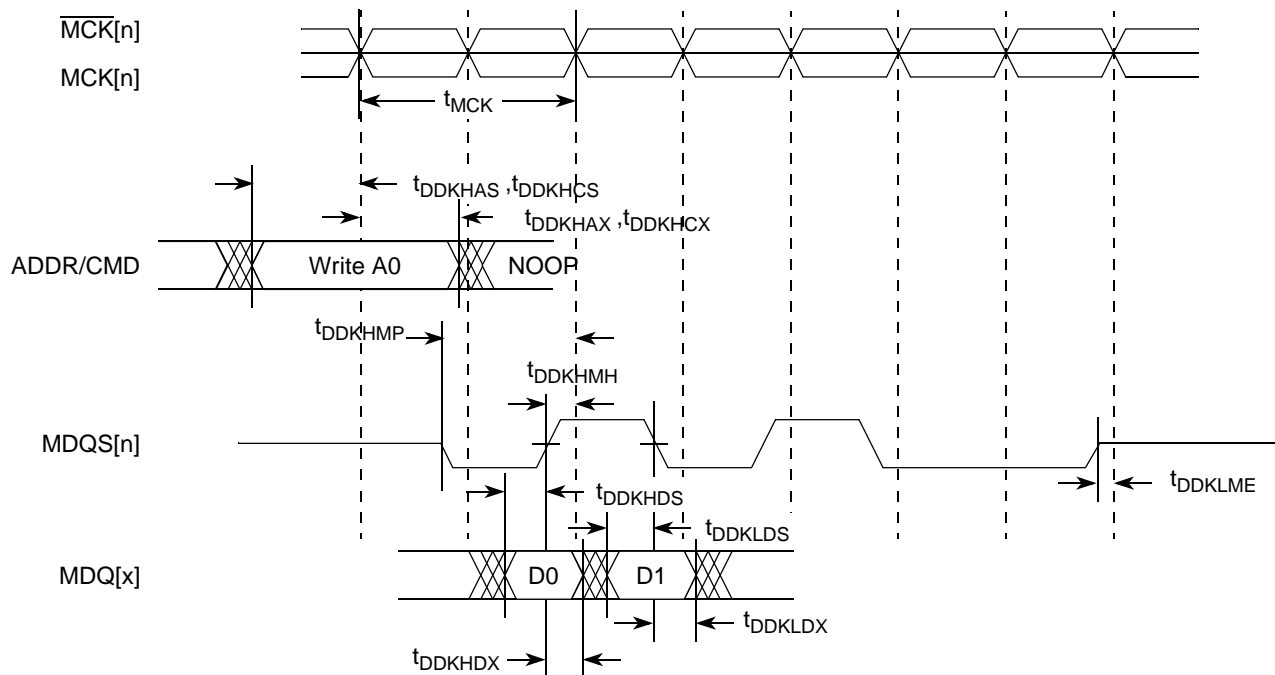 MCK[n]
MCK[n]
tMCK
tDDKHAS ,tDDKHCS
tDDKHAX ,tDDKHCX
ADDR/CMD
Write A0
NOOP
tDDKHMP
tDDKHMH
MDQS[n]
tDDKHDS
tDDKLME
tDDKLDS
MDQ[x]
D0
D1
tDDKLDX
tDDKHDX